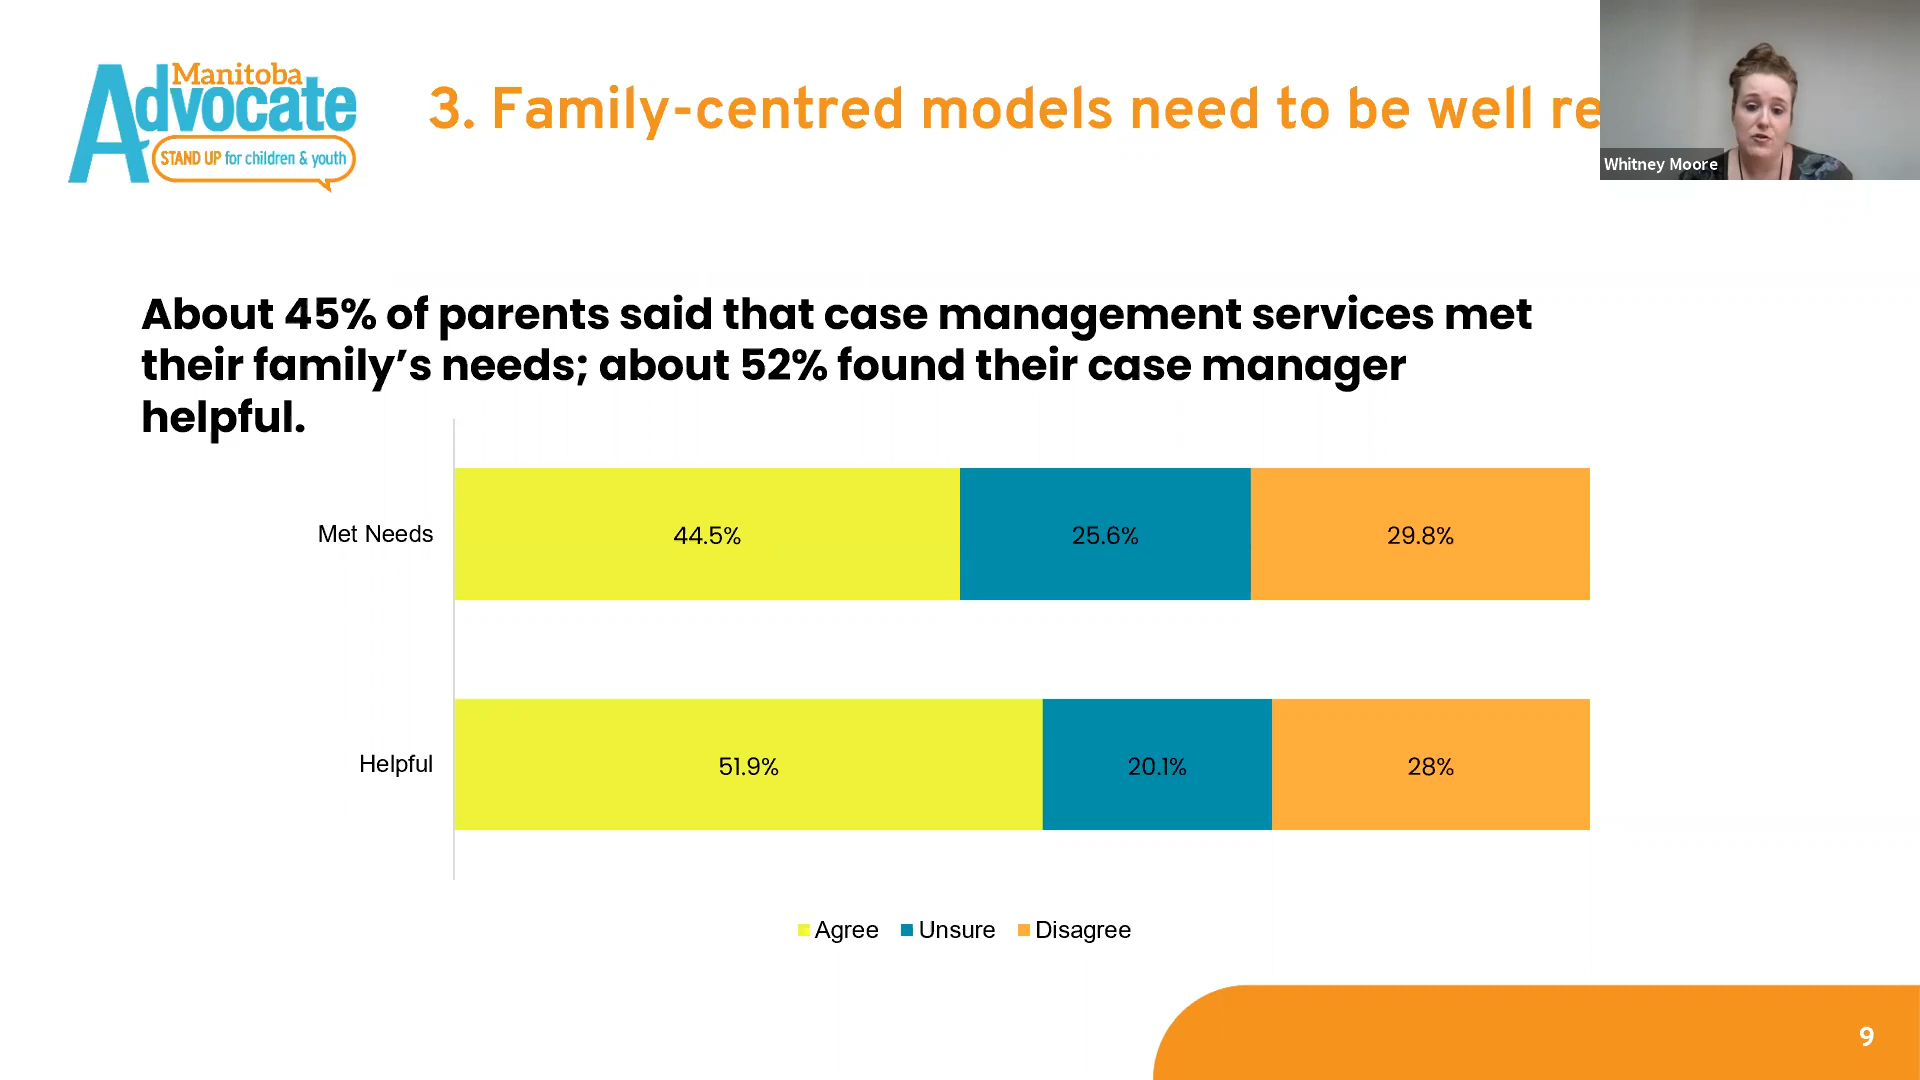 Manitoba
Advocate
STAND UP for children & youth
3. Family-centred models need to be well re
Whitney Moore
About 45% of parents said that case management services met
their family's needs; about 52% found their case manager
helpful.
Met Needs
44.5%
25.6%
29.8%
Helpful
51.9%
20.1%
28%
Agree
Unsure
Disagree
9